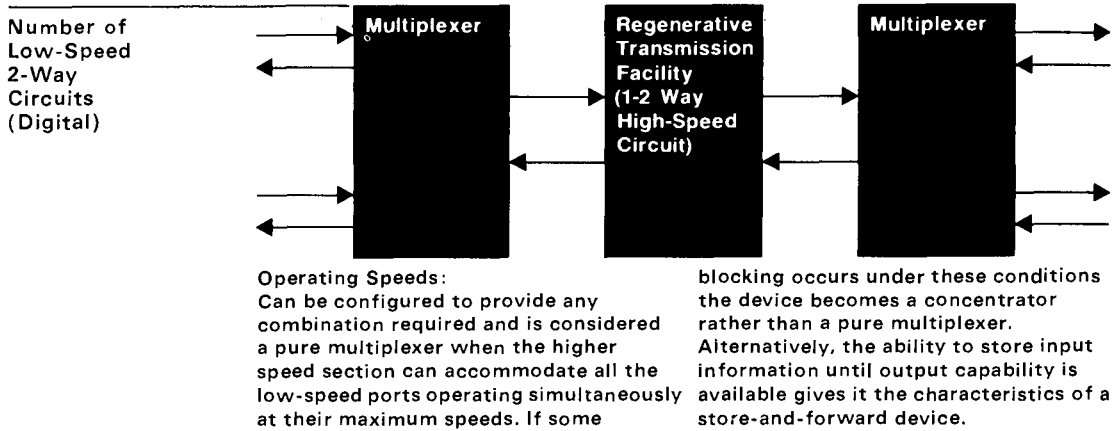 Number of
Low-Speed
2-Way
Circuits
(Digital)
Multiplexer
Regenerative
Transmission
Facility
(1-2 Way
High-Speed
Circuit)
Multiplexer
Operating Speeds:
Can be configured to provide any
combination required and is considered
a pure multiplexer when the higher
speed section can accommodate all the
low-speed ports operating simultaneously
at their maximum speeds. If some
blocking occurs under these conditions
the device becomes a concentrator
rather than a pure multiplexer.
Alternatively, the ability to store input
information until output capability is
available gives it the characteristics of a
store-and-forward device.